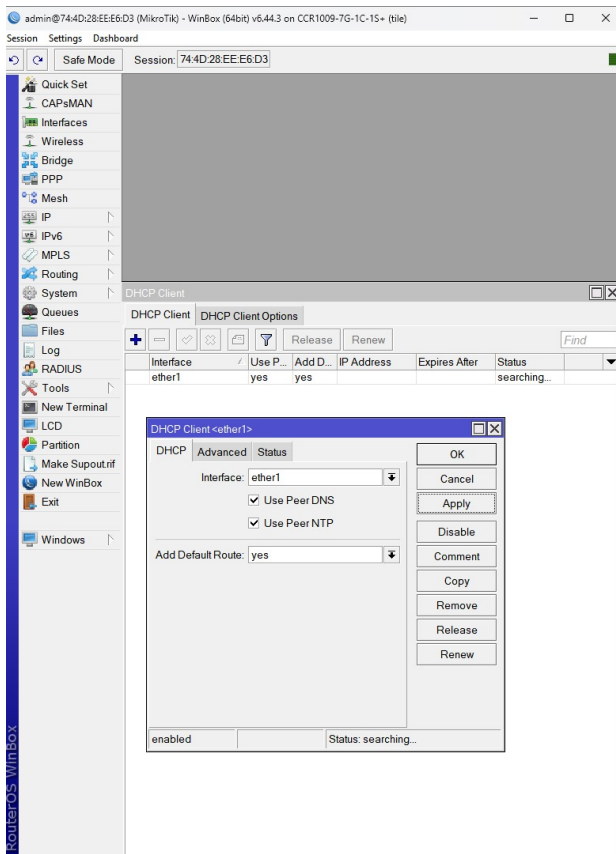 admin@74:4D:28:EE:E6:D3 (MikroTik) - WinBox (64bit) v6.44.3 on CCR1009-7G-1C-1S+ (tile)
Session Settings Dashboard
Safe Mode Session: 74:4D:28:EE:E6:D3
Quick Set
CAPsMAN
Interfaces
Wireless
Bridge
PPP
Mesh
IP
IPv6
MPLS
Routing
System
Queues
Files
Log
RADIUS
Tools
New Terminal
LCD
Partition
Make Supout.rif
New WinBox
Exit
Windows
RouterOS WinBox
DHCP Client
DHCP Client DHCP Client Options
Release Renew Find
Interface Use P... Add D... IP Address Expires After Status
ether1 yes yes searching...
DHCP Client <ether1>
DHCP Advanced Status
Interface: ether1
Use Peer DNS
Use Peer NTP
Add Default Route: yes
OK
Cancel
Apply
Disable
Comment
Copy
Remove
Release
Renew
enabled Status: searching...